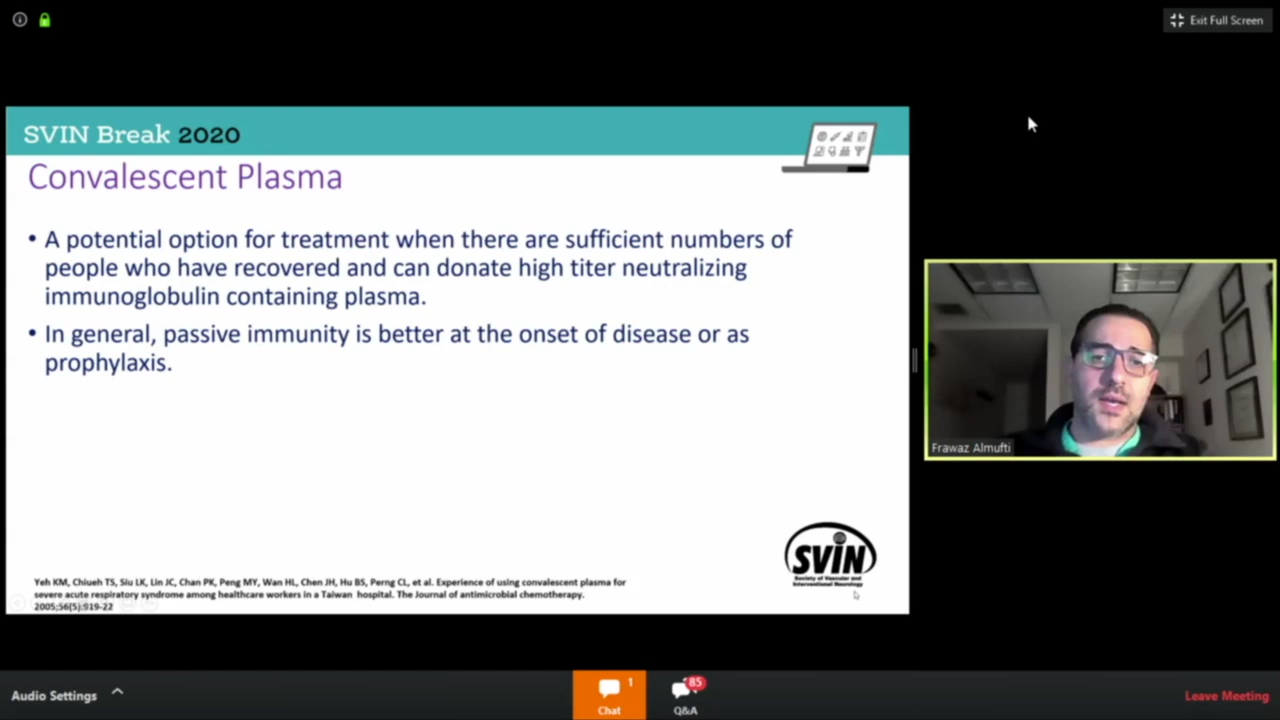 Exit Full Screen
SVIN Break 2020
Convalescent Plasma
• A potential option for treatment when there are sufficient numbers of
people who have recovered and can donate high titer neutralizing
immunoglobulin containing plasma.
• In general, passive immunity is better at the onset of disease or as
prophylaxis.
Frawaz Almufti
SVIN
Society of Vascular and
Interventional Neurology
Yeh KM, Chiueh TS, Siu LK, Lin JC, Chan PK, Peng MY, Wan HL, Chen JH, Hu BS, Perng CL, et al. Experience of using convalescent plasma for
severe acute respiratory syndrome among healthcare workers in a Taiwan hospital. The Journal of antimicrobial chemotherapy.
2005;56(5):919-22
Audio Settings
1
Chat
85
Q&A
Leave Meeting